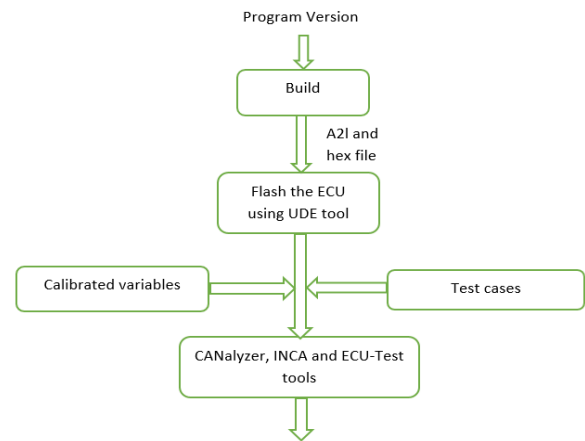 Program Version
Build
A2l and
hex file
Flash the ECU
using UDE tool
Calibrated variables
Test cases
CANalyzer, INCA and ECU-Test
tools